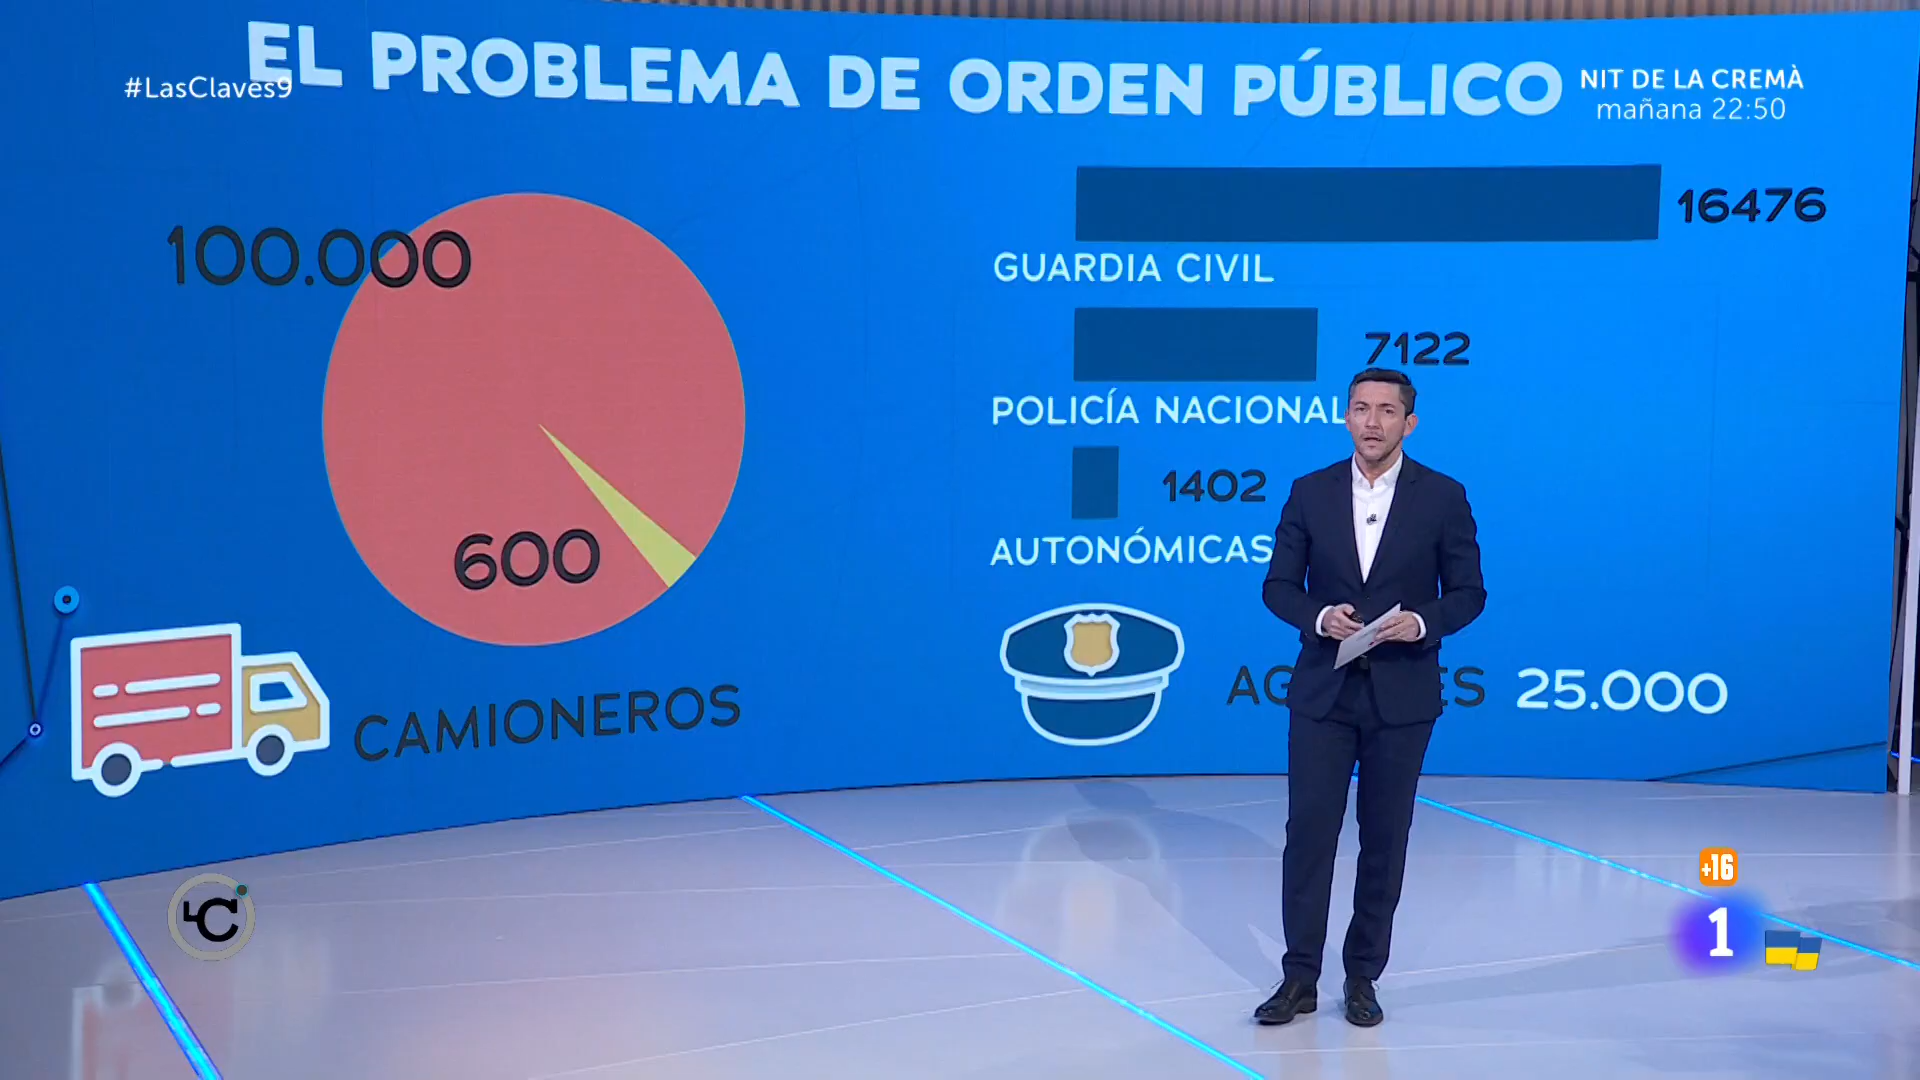 EL PROBLEMA DE ORDEN PÚBLICO
#LasClaves9
NIT DE LA CREMÀ
mañana 22:50
100.000
600
CAMIONEROS
16476
GUARDIA CIVIL
7122
POLICÍA NACIONAL
1402
AUTONÓMICAS
25.000
LC
+16
1